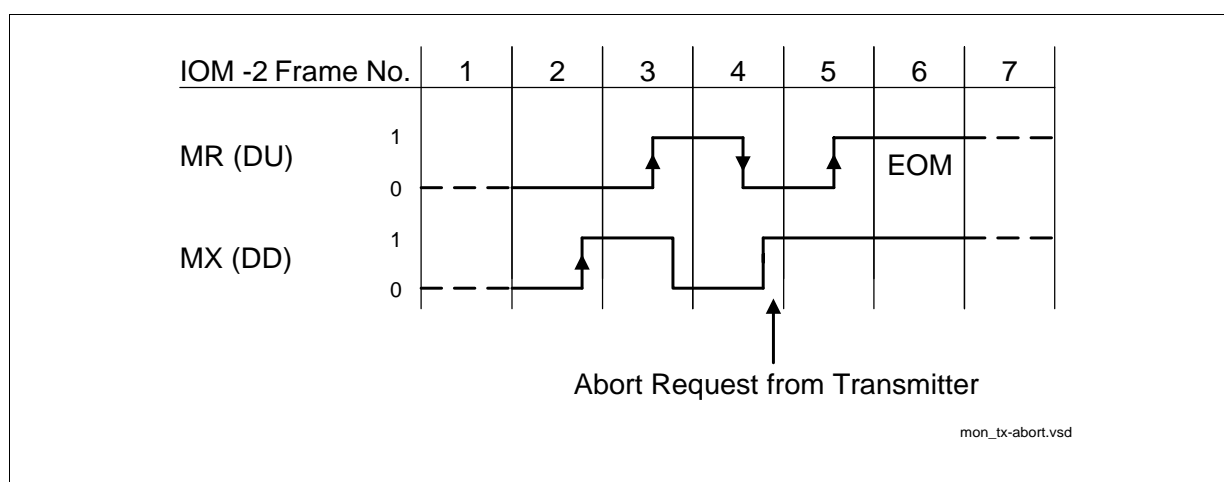 IOM -2 Frame No. 1 2 3 4 5 6 7
1
MR (DU)
EOM
0
1
MX (DD)
0
Abort Request from Transmitter
mon_tx-abort.vsd